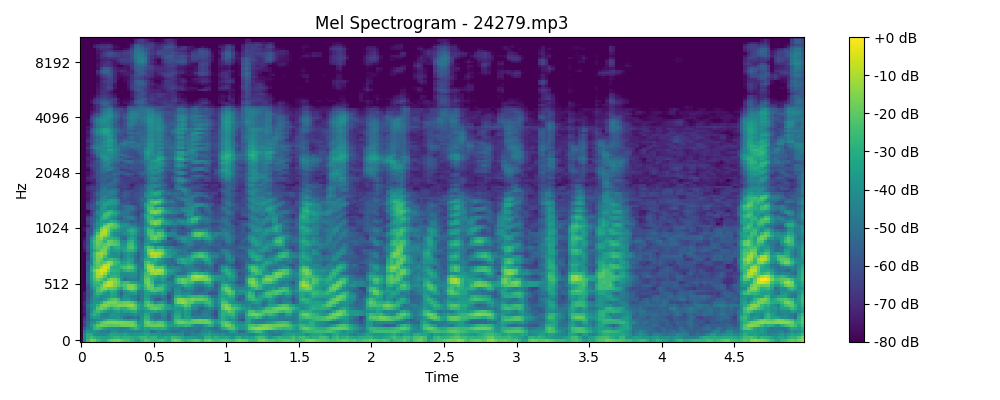 Mel Spectrogram - 24279.mp3
+0 dB
8192
-10 dB
4096
-20 dB
-30 dB
2048
Hz
-40 dB
1024
-50 dB
512
-60 dB
-70 dB
0
-80 dB
0 0.5 1 1.5 2 2.5 3 3.5 4 4.5
Time